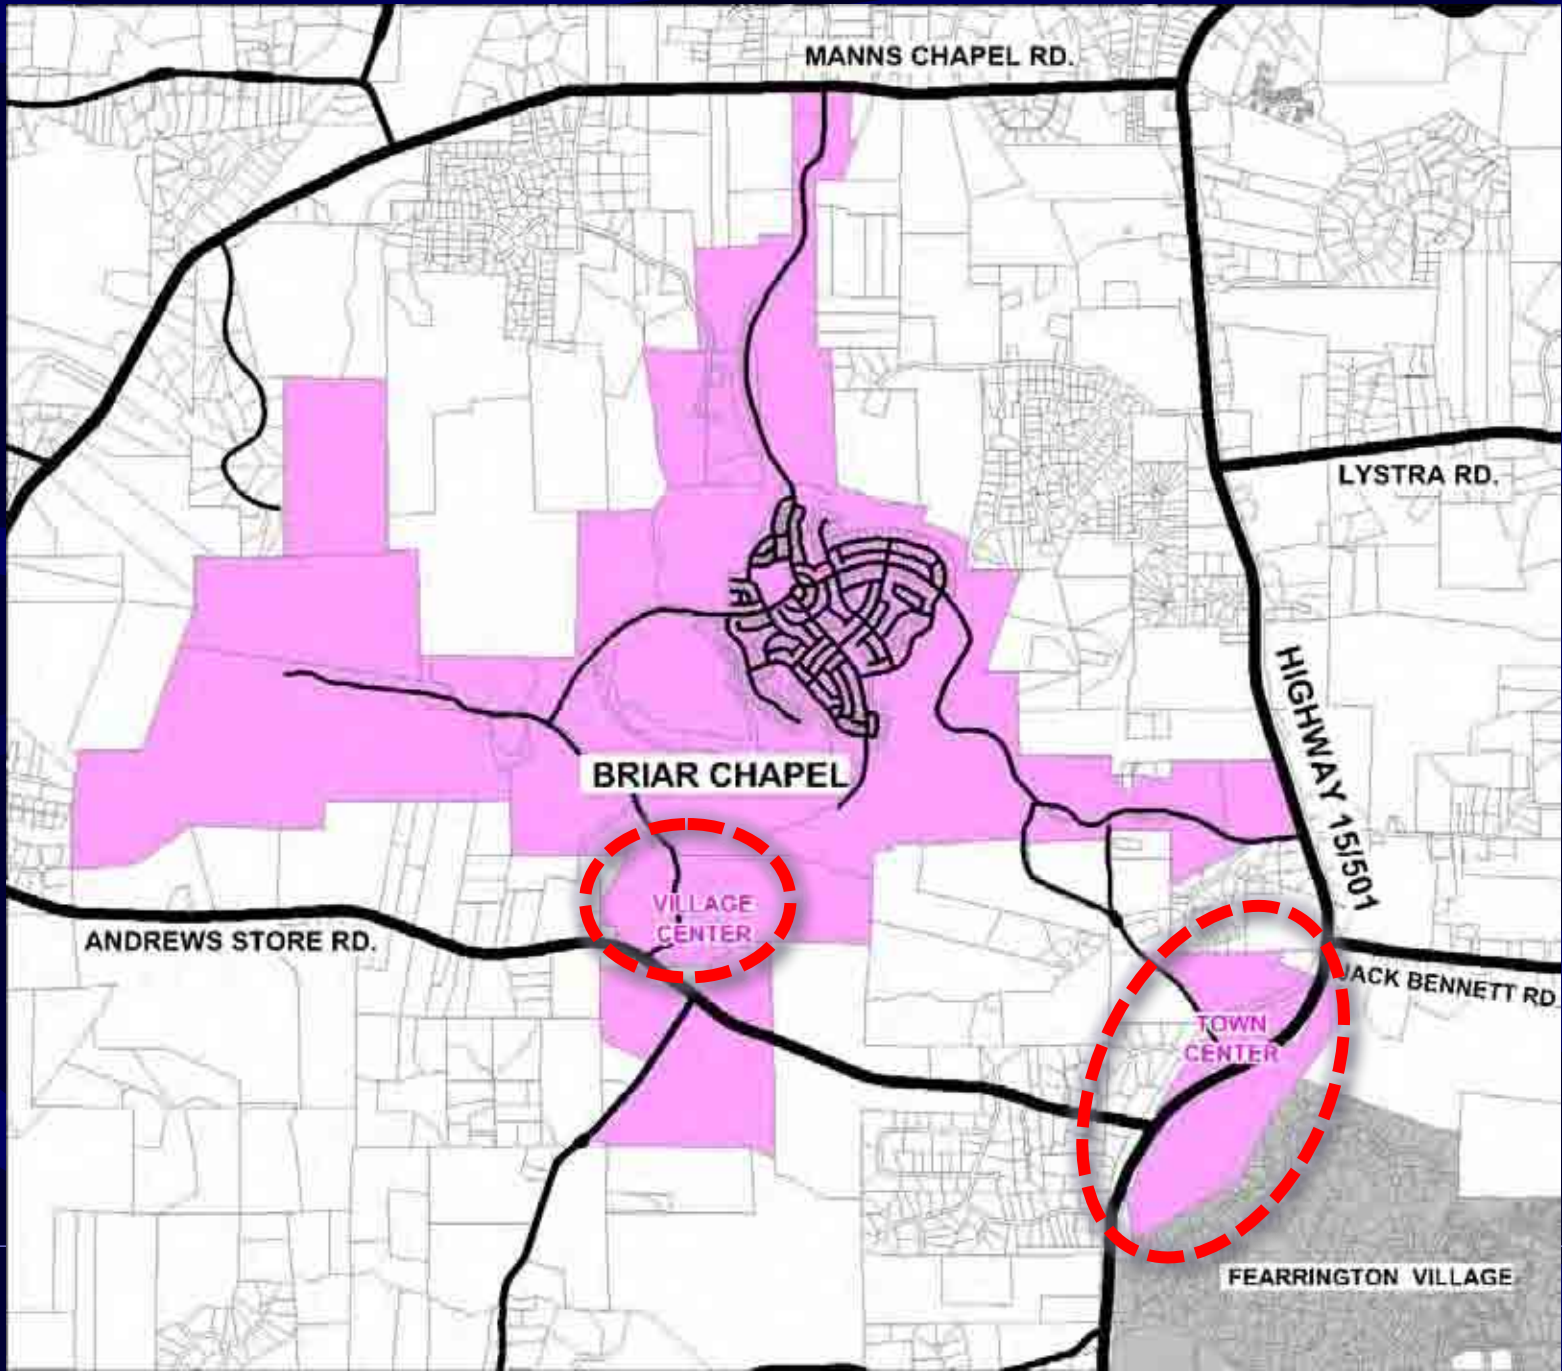 MANNS CHAPEL RD.
LYSTRA RD.
HIGHWAY 15/501
BRIAR CHAPEL
VILLAGE
CENTER
ANDREWS STORE RD.
JACK BENNETT RD
TOWN
CENTER
FEARRINGTON VILLAGE